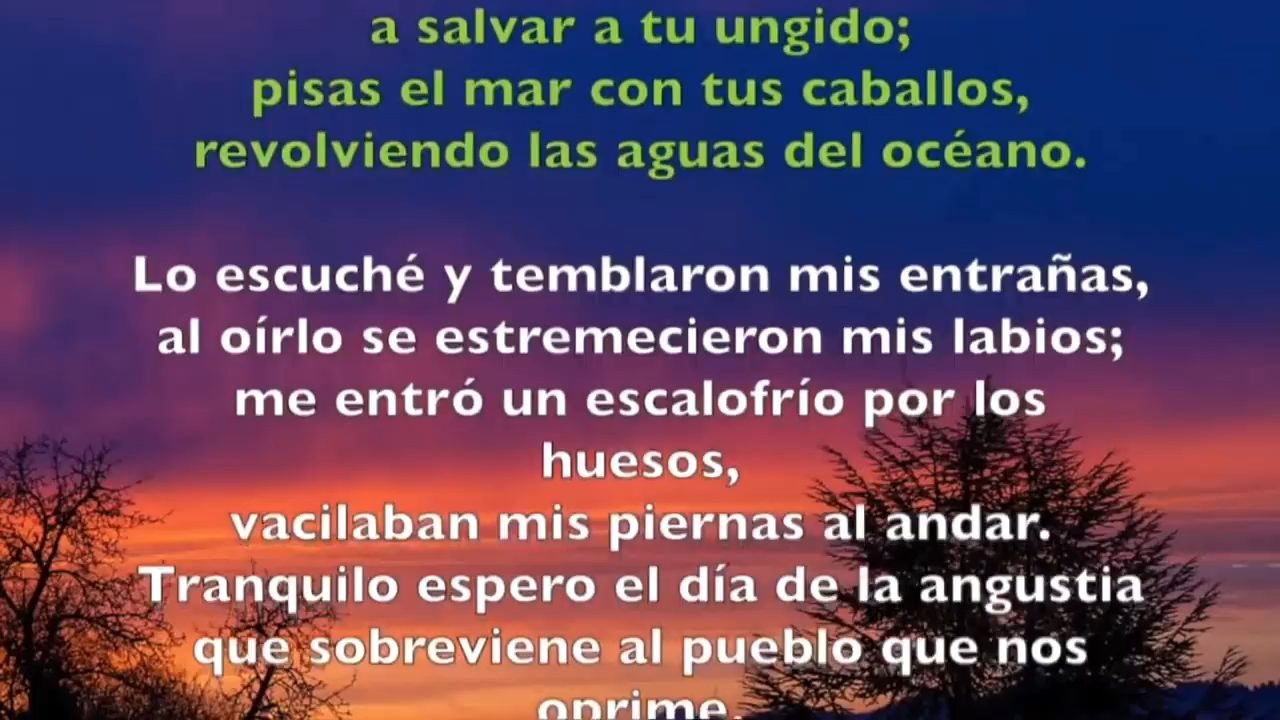 a salvar a tu ungido;
pisas el mar con tus caballos,
revolviendo las aguas del océano.
Lo escuché y temblaron mis entrañas,
al oírlo se estremecieron mis labios;
me entró un escalofrío por los
huesos,
vacilaban mis piernas al andar.
Tranquilo espero el día de la angustia
que sobreviene al pueblo que nos
oprime.